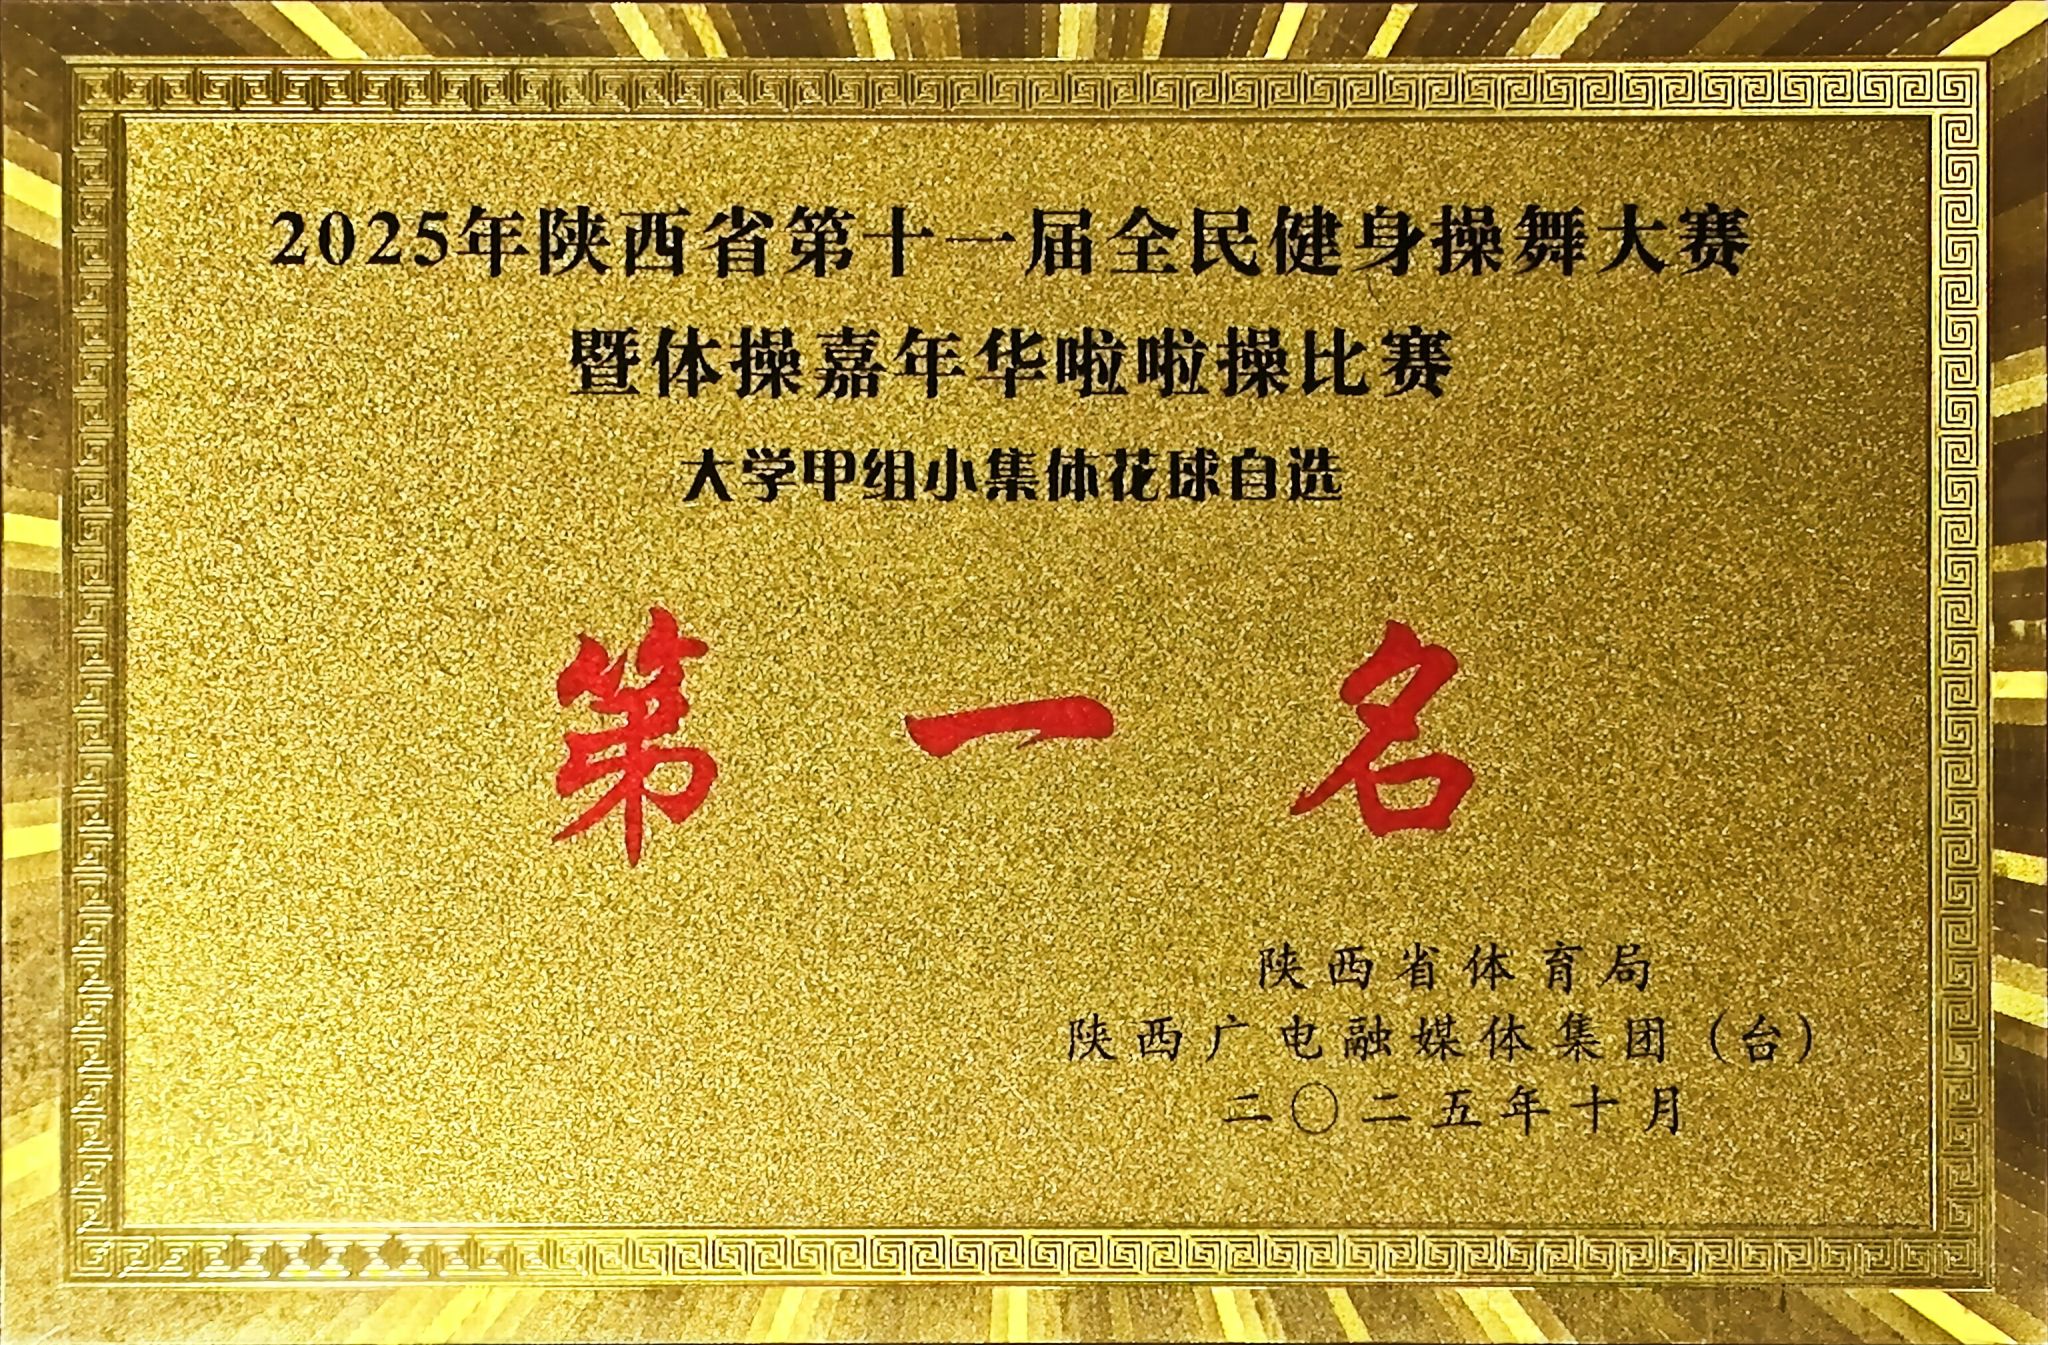 2025年陕西省第十一届全民健身操舞大赛
暨体操嘉年华啦啦操比赛
大学甲组小集体花球自选
第一名
陕西省体育局
陕西广电融媒体集团（台）
二〇二五年十月